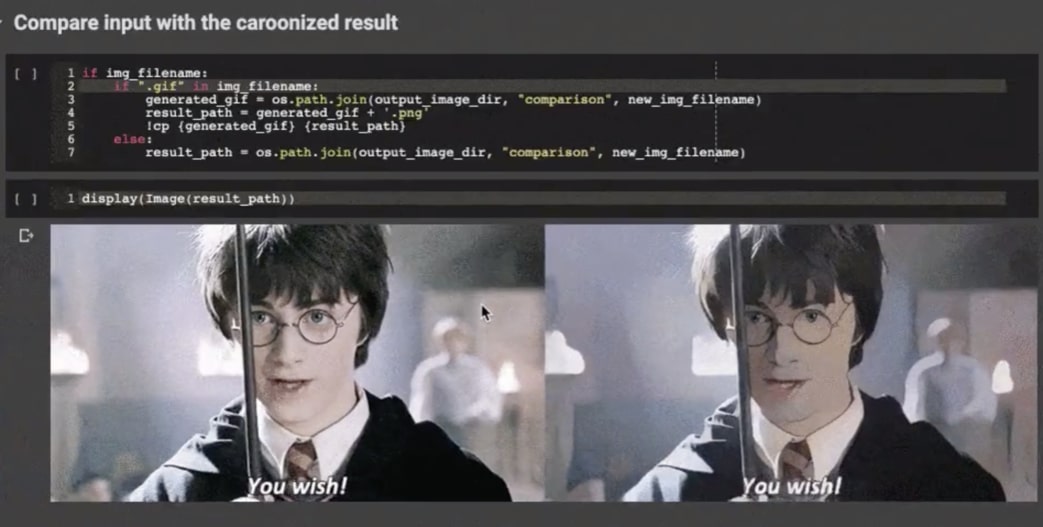 Compare input with the caroonized result
[ ] 1 if img_filename:
2     if ".gif" in img_filename:
3         generated_gif = os.path.join(output_image_dir, "comparison", new_img_filename)
4         result_path = generated_gif + '.png'
5         !cp {generated_gif} {result_path}
6     else:
7         result_path = os.path.join(output_image_dir, "comparison", new_img_filename)
[ ] 1 display(Image(result_path))
You wish! You wish!